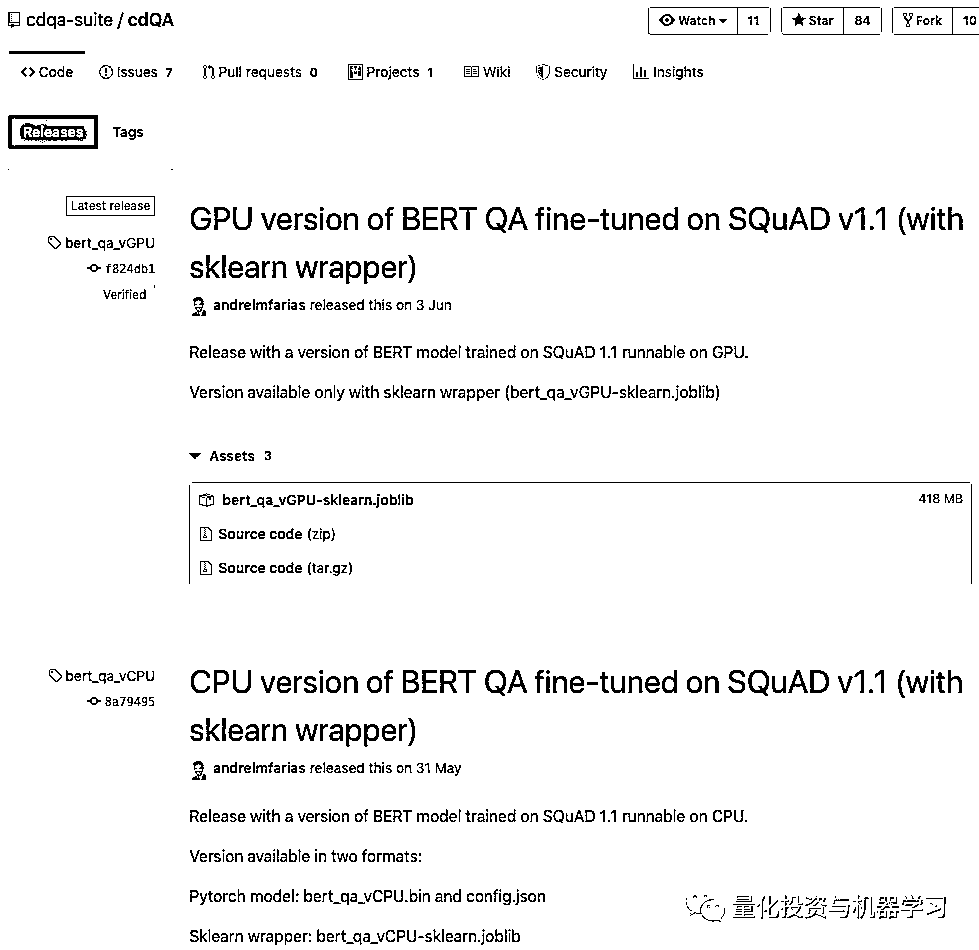 cdqa-suite / cdQA
Watch 11 Star 84 Fork 10
Code Issues 7 Pull requests 0 Projects 1 Wiki Security Insights
Releases Tags
Latest release
bert_qa_vGPU
f824db1
Verified
GPU version of BERT QA fine-tuned on SQuAD v1.1 (with
sklearn wrapper)
andrelmfarias released this on 3 Jun
Release with a version of BERT model trained on SQuAD 1.1 runnable on GPU.
Version available only with sklearn wrapper (bert_qa_vGPU-sklearn.joblib)
Assets 3
bert_qa_vGPU-sklearn.joblib 418 MB
Source code (zip)
Source code (tar.gz)
bert_qa_vCPU
8a79495
CPU version of BERT QA fine-tuned on SQuAD v1.1 (with
sklearn wrapper)
andrelmfarias released this on 31 May
Release with a version of BERT model trained on SQuAD 1.1 runnable on CPU.
Version available in two formats:
Pytorch model: bert_qa_vCPU.bin and config.json
Sklearn wrapper: bert_qa_vCPU-sklearn.joblib
量化投资与机器学习